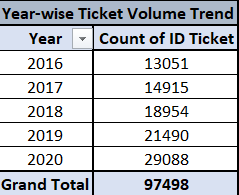 Year-wise Ticket Volume Trend
Year Count of ID Ticket
2016 13051
2017 14915
2018 18954
2019 21490
2020 29088
Grand Total 97498